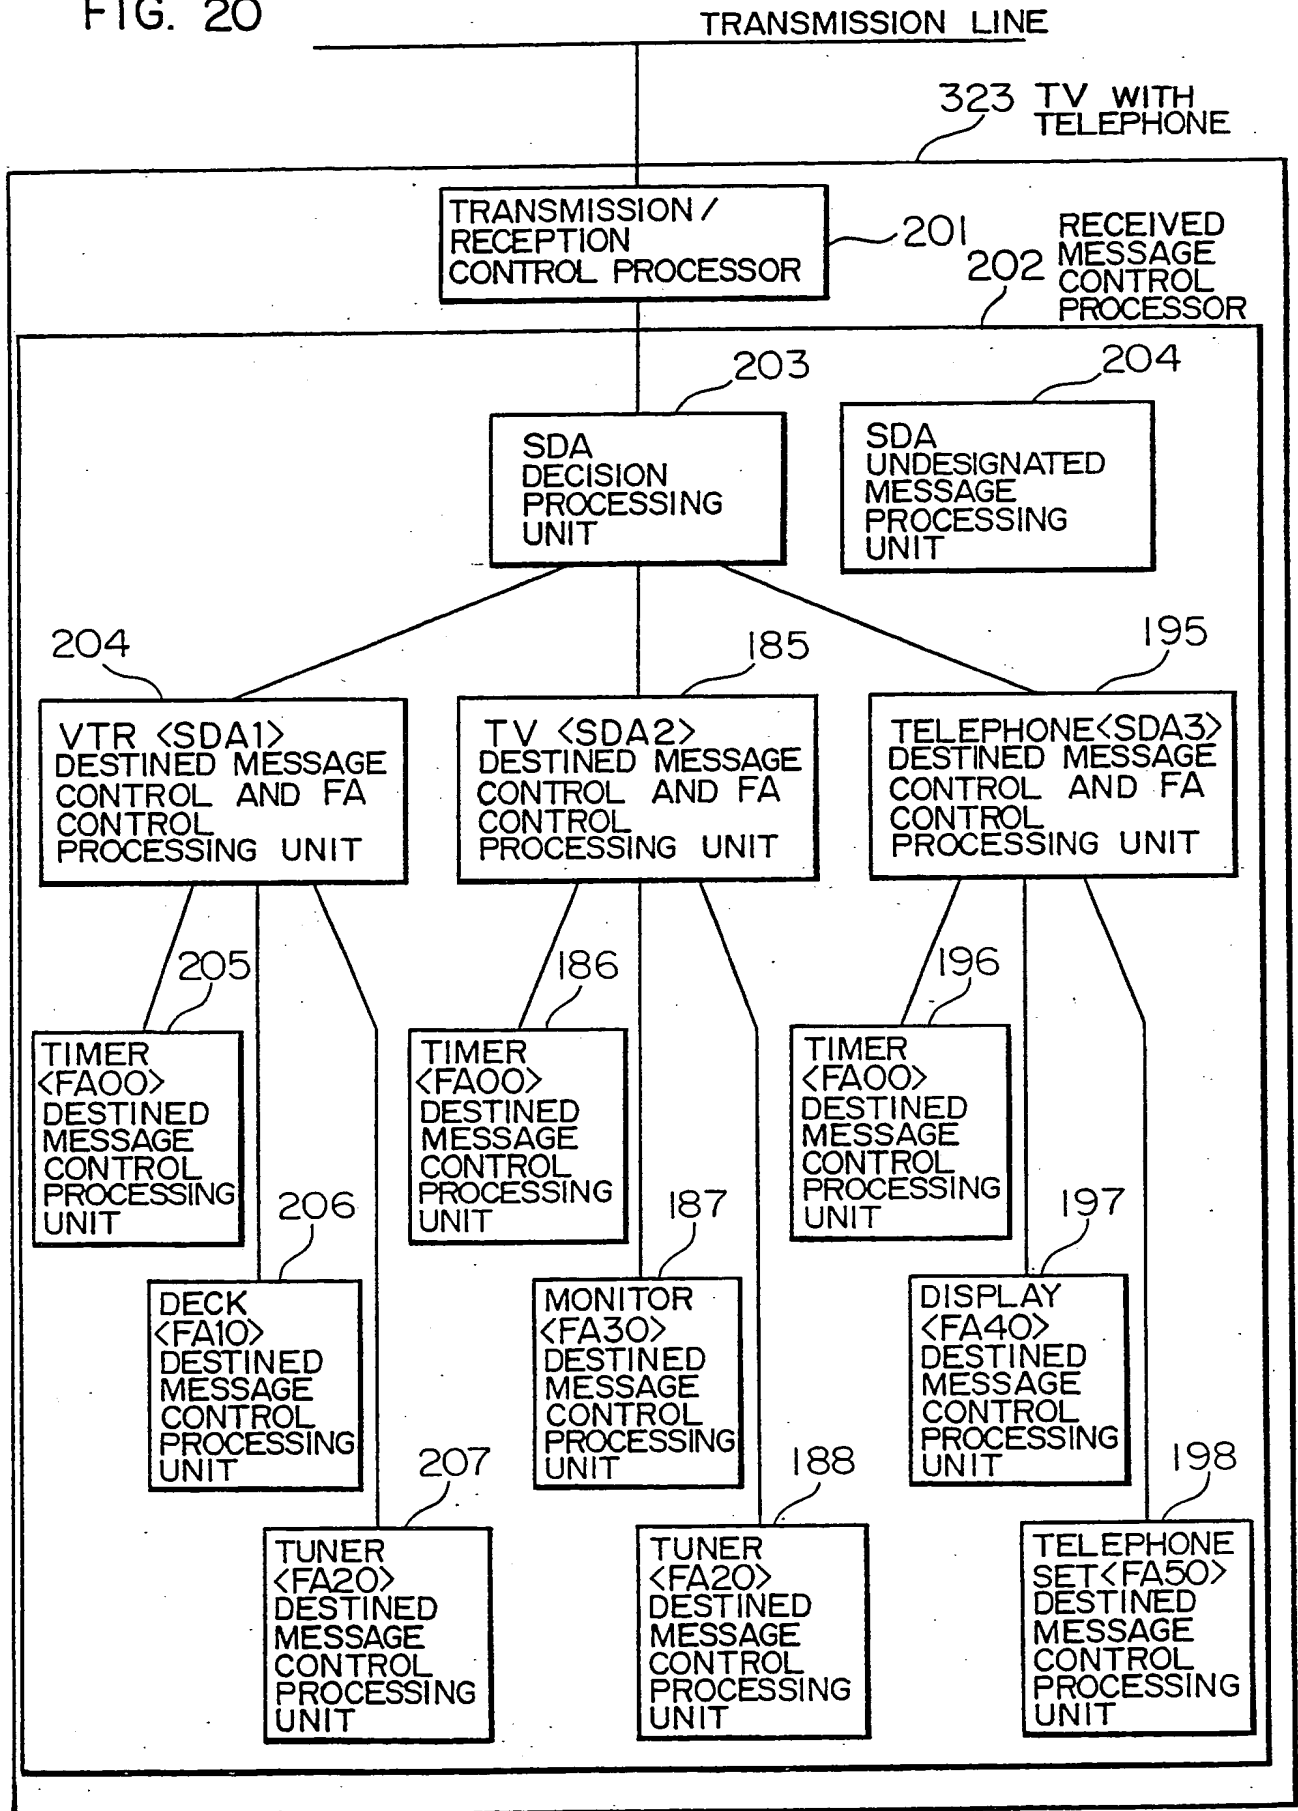 FIG. 20
TRANSMISSION LINE
323 TV WITH
TELEPHONE
TRANSMISSION /
RECEPTION
CONTROL PROCESSOR
201
202
RECEIVED
MESSAGE
CONTROL
PROCESSOR
203
SDA
DECISION
PROCESSING
UNIT
204
SDA
UNDESIGNATED
MESSAGE
PROCESSING
UNIT
204
VTR <SDA1>
DESTINED MESSAGE
CONTROL AND FA
CONTROL
PROCESSING UNIT
185
TV <SDA2>
DESTINED MESSAGE
CONTROL AND FA
CONTROL
PROCESSING UNIT
195
TELEPHONE<SDA3>
DESTINED MESSAGE
CONTROL AND FA
CONTROL
PROCESSING UNIT
205
TIMER
<FA00>
DESTINED
MESSAGE
CONTROL
PROCESSING
UNIT
186
TIMER
<FA00>
DESTINED
MESSAGE
CONTROL
PROCESSING
UNIT
196
TIMER
<FA00>
DESTINED
MESSAGE
CONTROL
PROCESSING
UNIT
206
DECK
<FA10>
DESTINED
MESSAGE
CONTROL
PROCESSING
UNIT
187
MONITOR
<FA30>
DESTINED
MESSAGE
CONTROL
PROCESSING
UNIT
197
DISPLAY
<FA40>
DESTINED
MESSAGE
CONTROL
PROCESSING
UNIT
207
TUNER
<FA20>
DESTINED
MESSAGE
CONTROL
PROCESSING
UNIT
188
TUNER
<FA20>
DESTINED
MESSAGE
CONTROL
PROCESSING
UNIT
198
TELEPHONE
SET<FA50>
DESTINED
MESSAGE
CONTROL
PROCESSING
UNIT